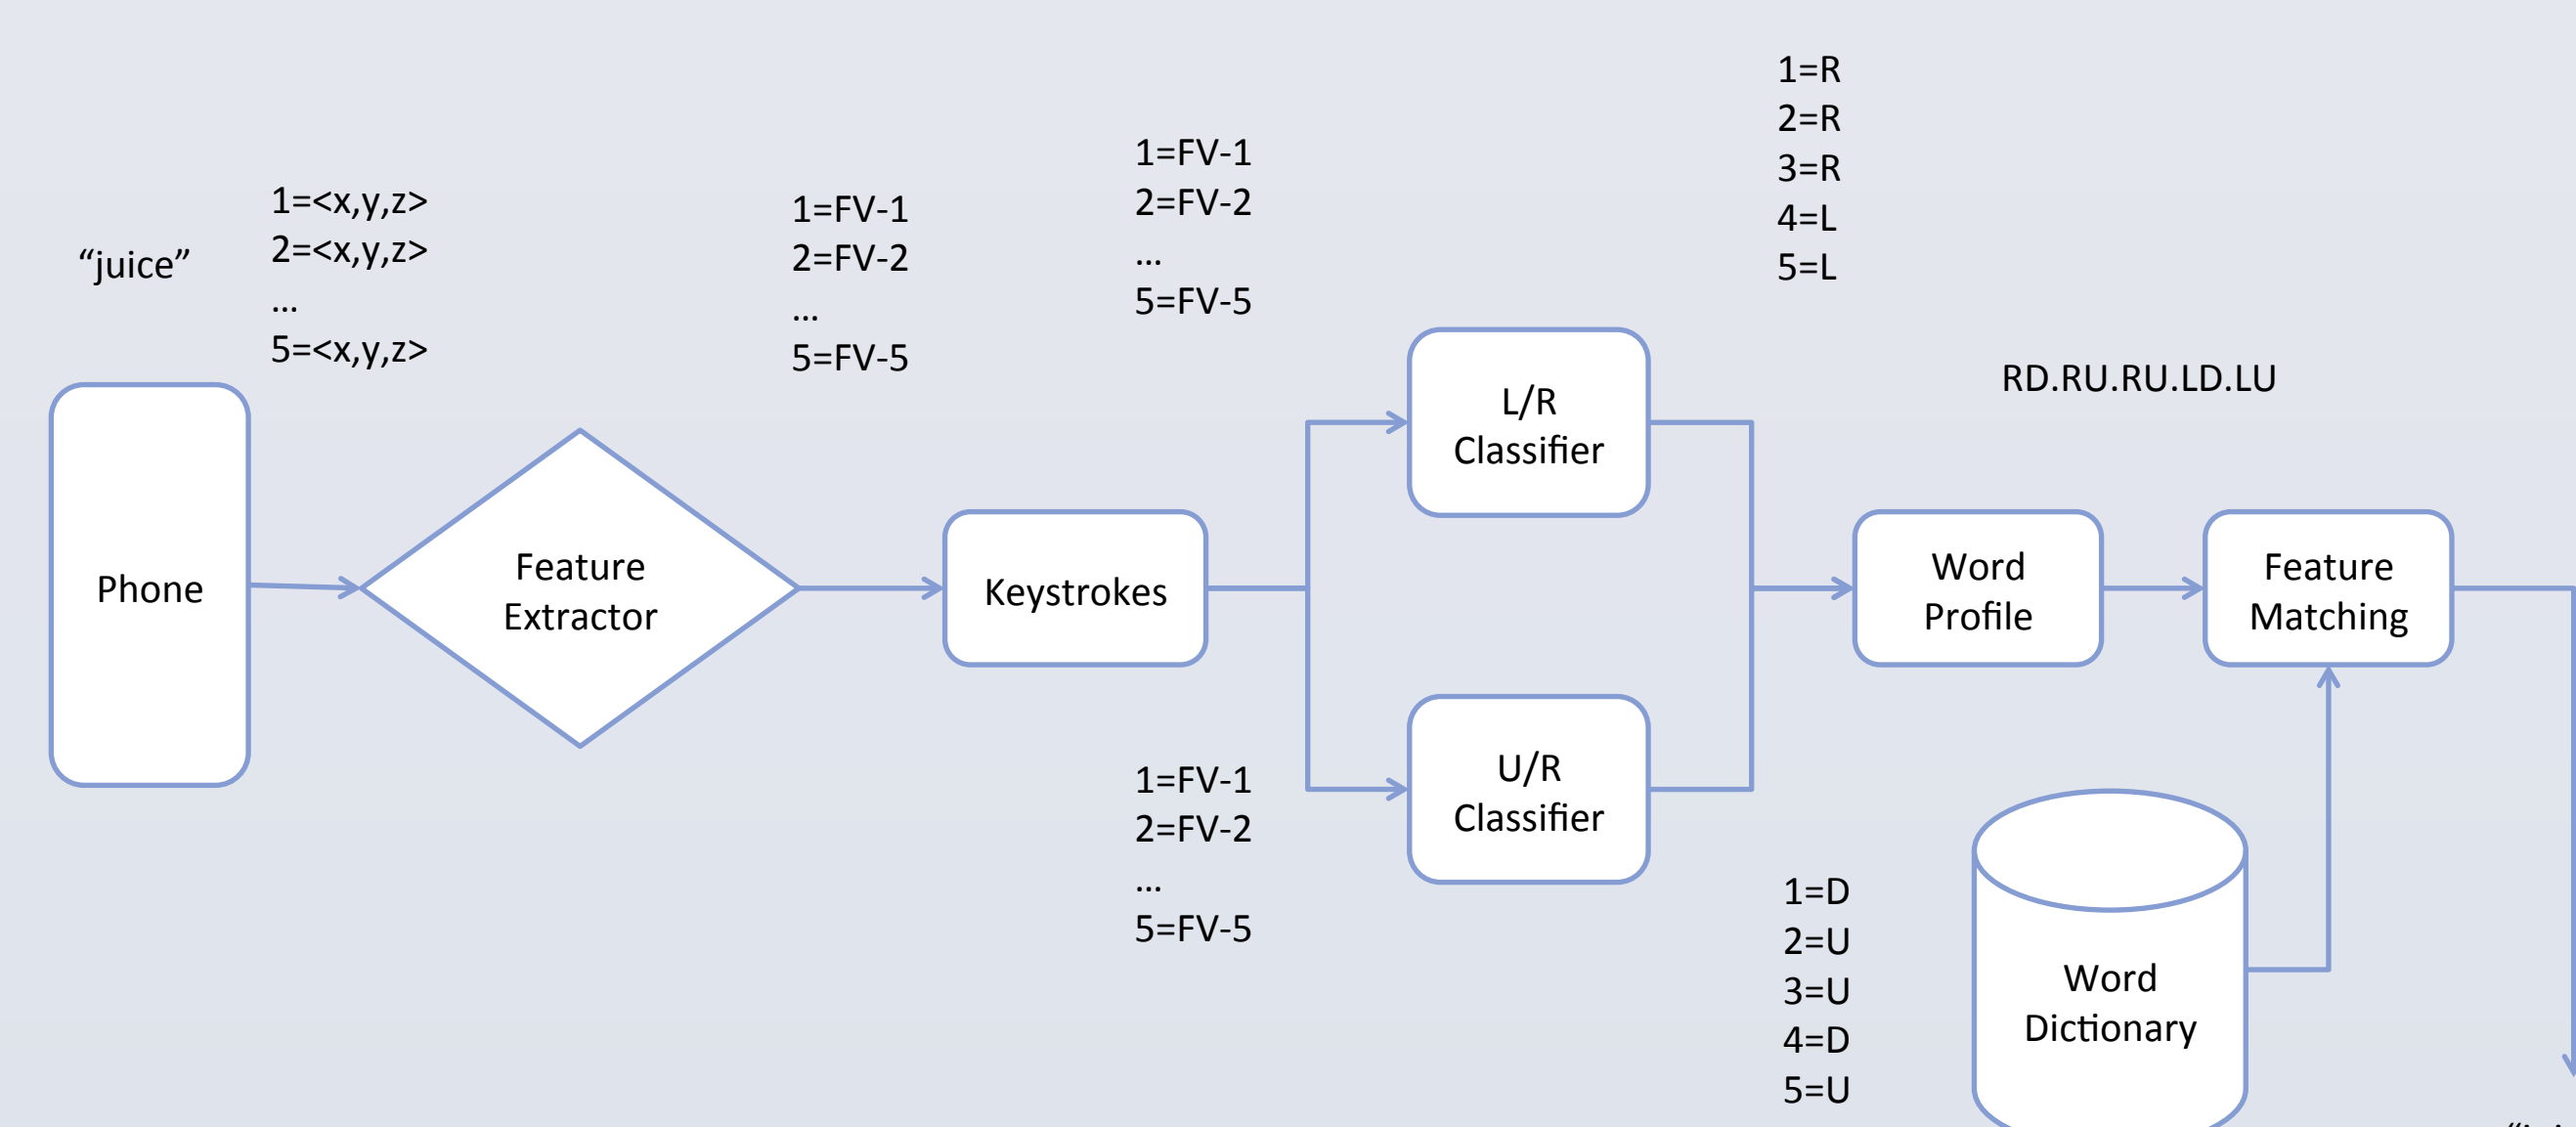 “juice”
1=<x,y,z>
2=<x,y,z>
…
5=<x,y,z>
Phone
Feature
Extractor
1=FV-1
2=FV-2
…
5=FV-5
Keystrokes
1=FV-1
2=FV-2
…
5=FV-5
1=FV-1
2=FV-2
…
5=FV-5
L/R
Classifier
U/R
Classifier
1=R
2=R
3=R
4=L
5=L
1=D
2=U
3=U
4=D
5=U
RD.RU.RU.LD.LU
Word
Profile
Feature
Matching
Word
Dictionary